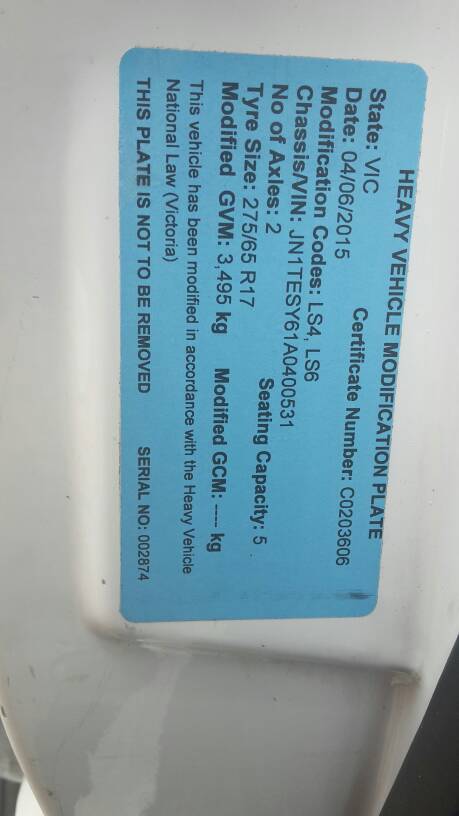 HEAVY VEHICLE MODIFICATION PLATE
State: VIC Certificate Number: C0203606
Date: 04/06/2015
Modification Codes: LS4, LS6
Chassis/VIN: JN1TESY61A0400531
No of Axles: 2 Seating Capacity: 5
Tyre Size: 275/65 R17
Modified GVM: 3,495 kg Modified GCM: ---- kg
This vehicle has been modified in accordance with the Heavy Vehicle
National Law (Victoria)
THIS PLATE IS NOT TO BE REMOVED SERIAL NO: 002874